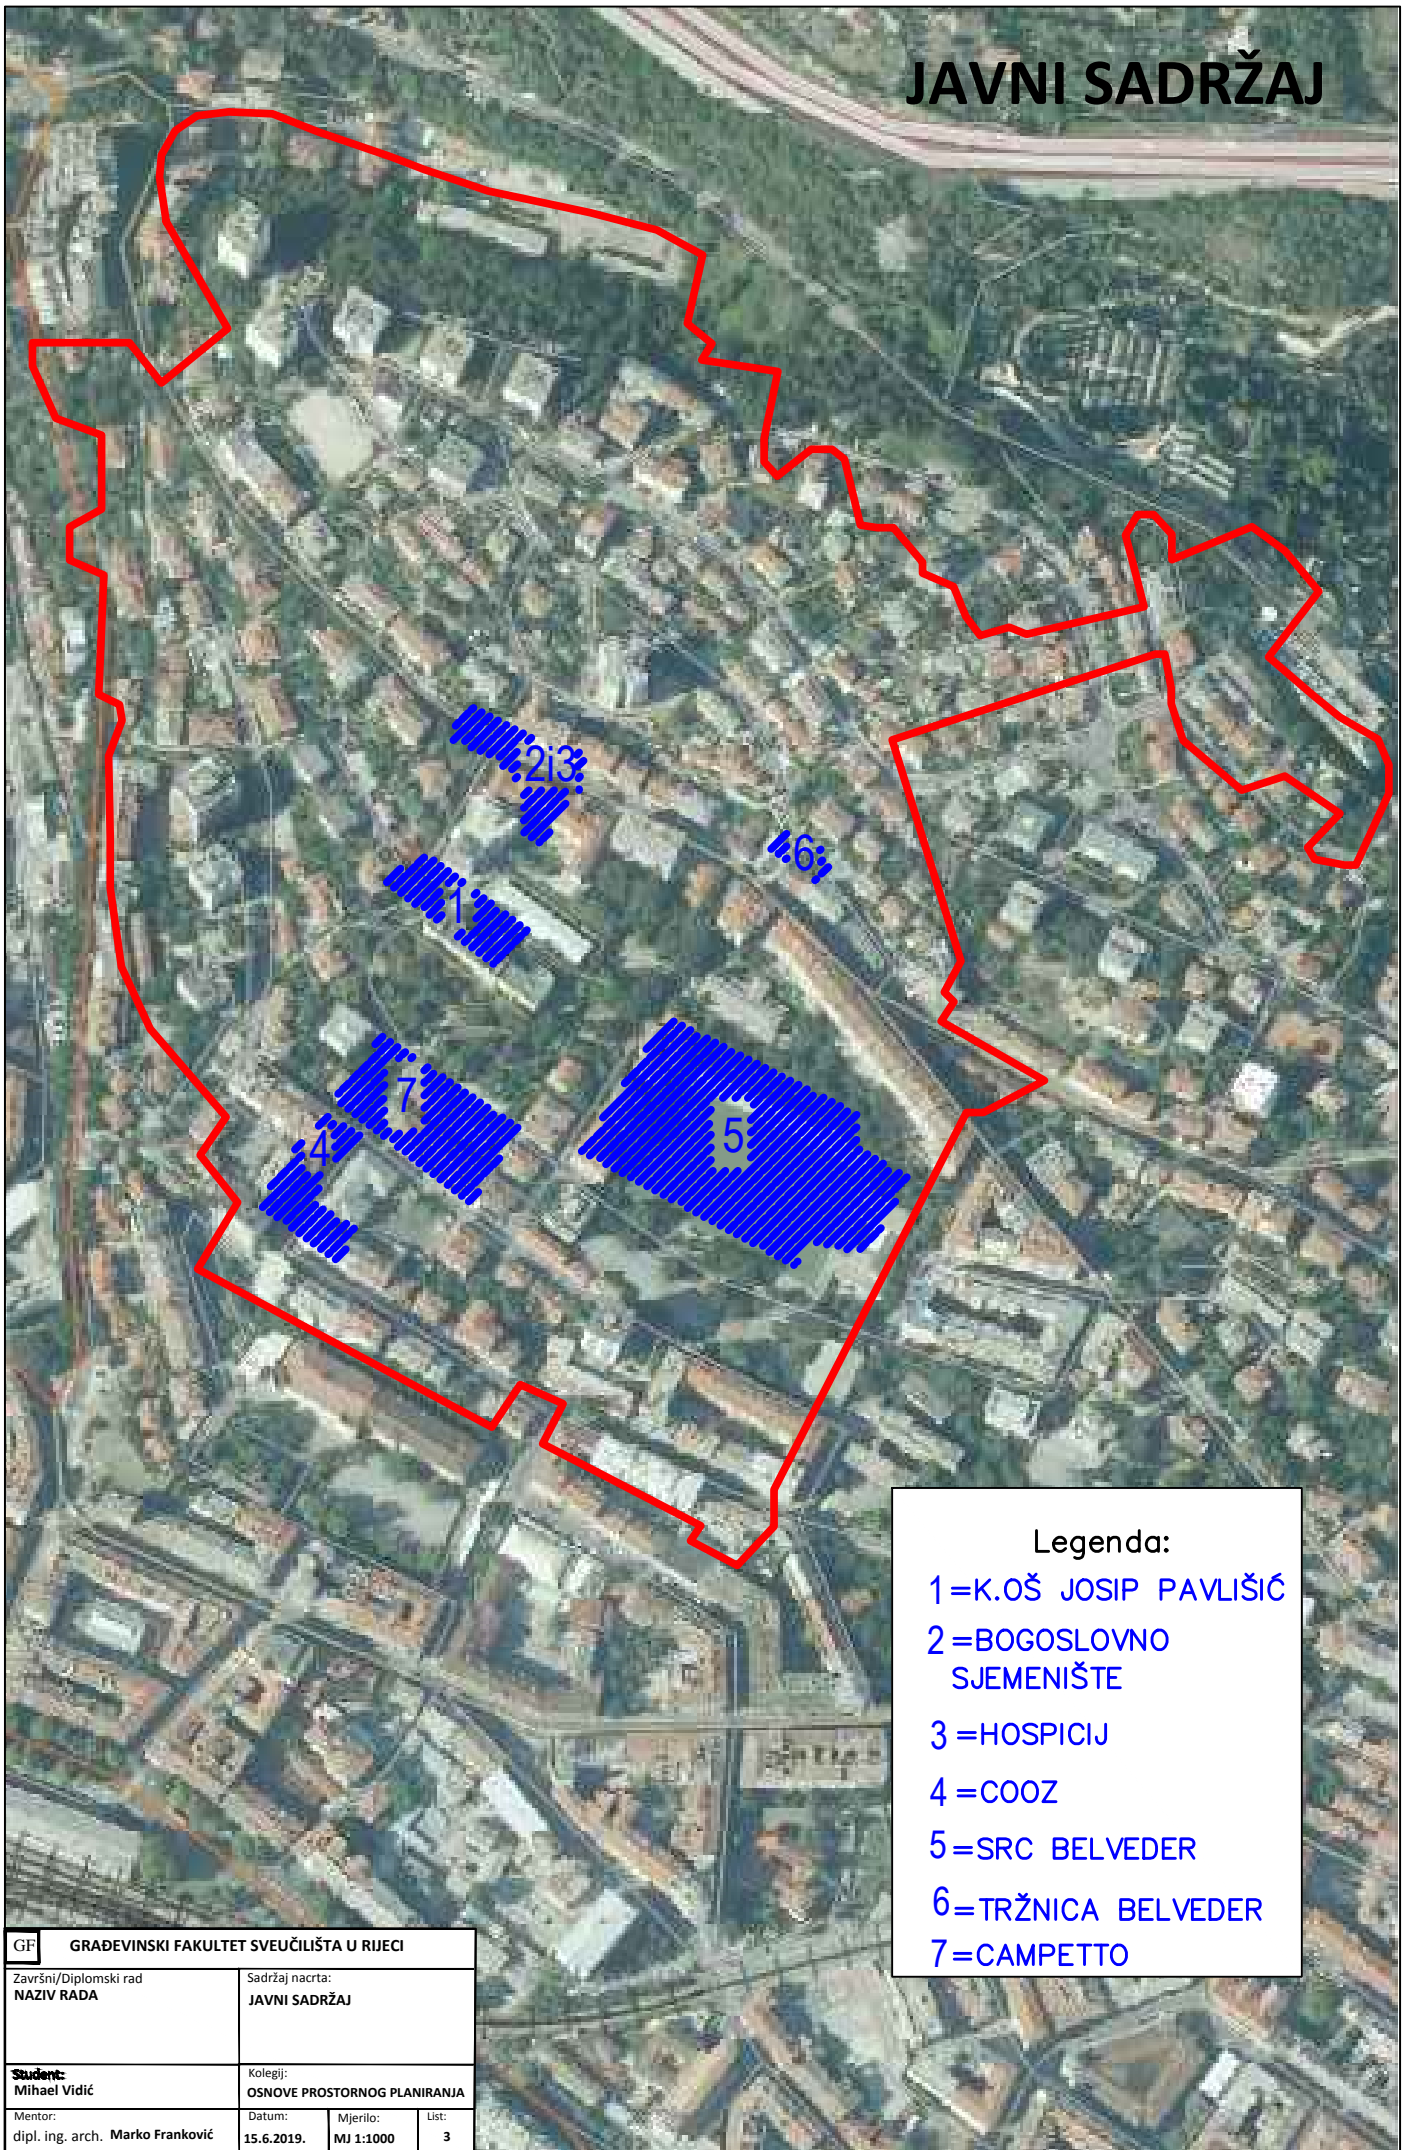 JAVNI SADRŽAJ
2i3
6
1
7
4
5
Legenda:
1=K.OŠ JOSIP PAVLIŠIĆ
2=BOGOSLOVNO
SJEMENIŠTE
3=HOSPICIJ
4=COOZ
5=SRC BELVEDER
6=TRŽNICA BELVEDER
7=CAMPETTO
GF GRAĐEVINSKI FAKULTET SVEUČILIŠTA U RIJECI
Završni/Diplomski rad
NAZIV RADA
Sadržaj nacrta:
JAVNI SADRŽAJ
Student:
Mihael Vidić
Kolegij:
OSNOVE PROSTORNOG PLANIRANJA
Mentor:
dipl. ing. arch. Marko Franković
Datum:
15.6.2019.
Mjerilo:
MJ 1:1000
List:
3